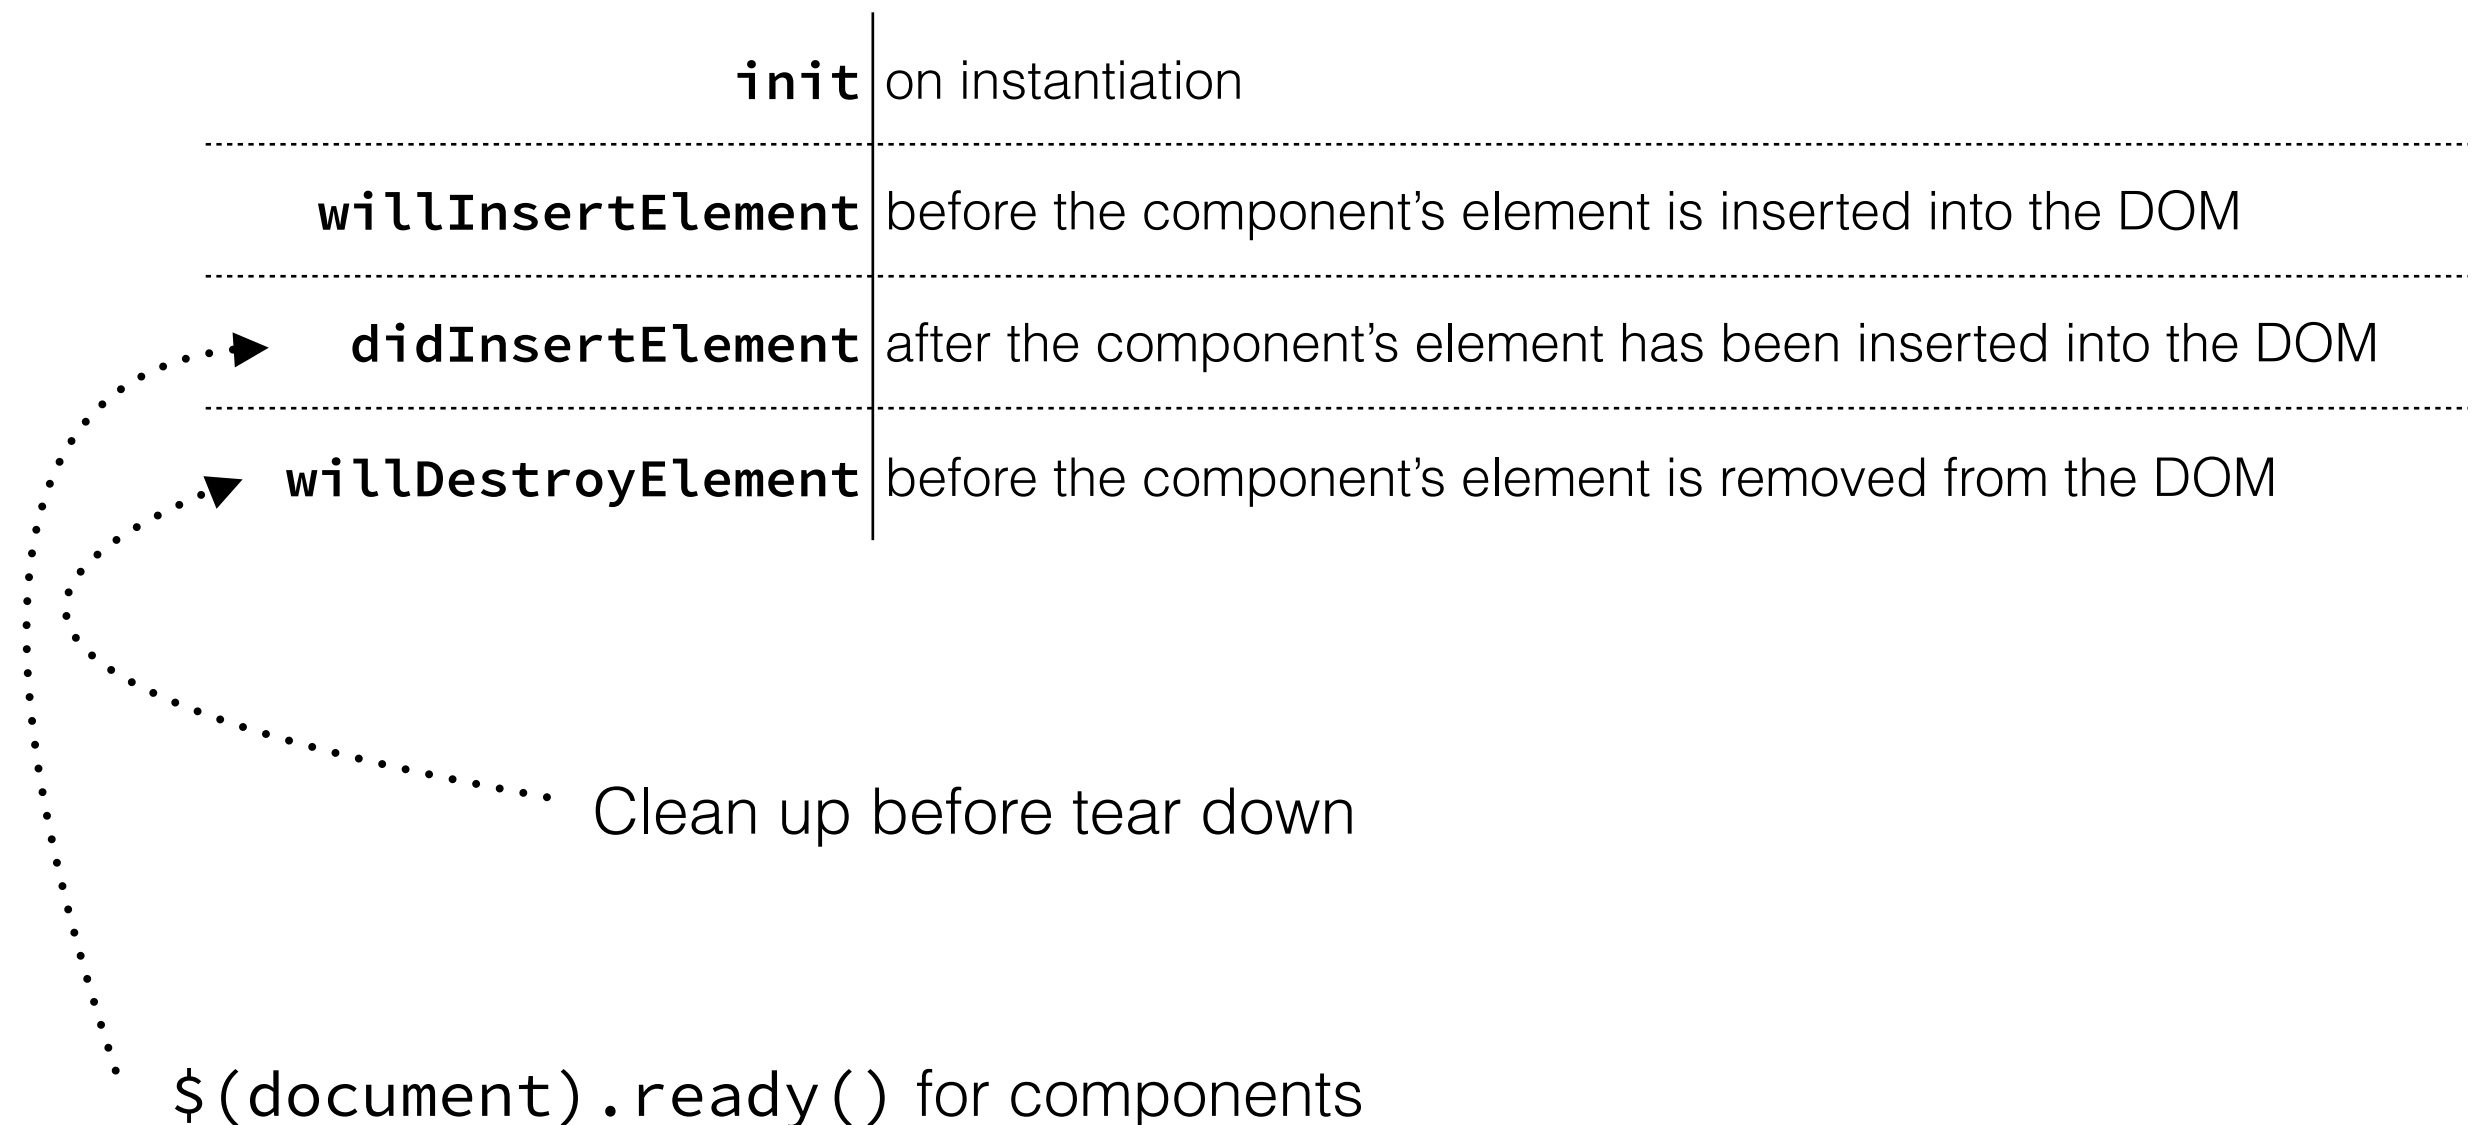 init on instantiation
willInsertElement before the component’s element is inserted into the DOM
didInsertElement after the component’s element has been inserted into the DOM
willDestroyElement before the component’s element is removed from the DOM
Clean up before tear down
$(document).ready() for components